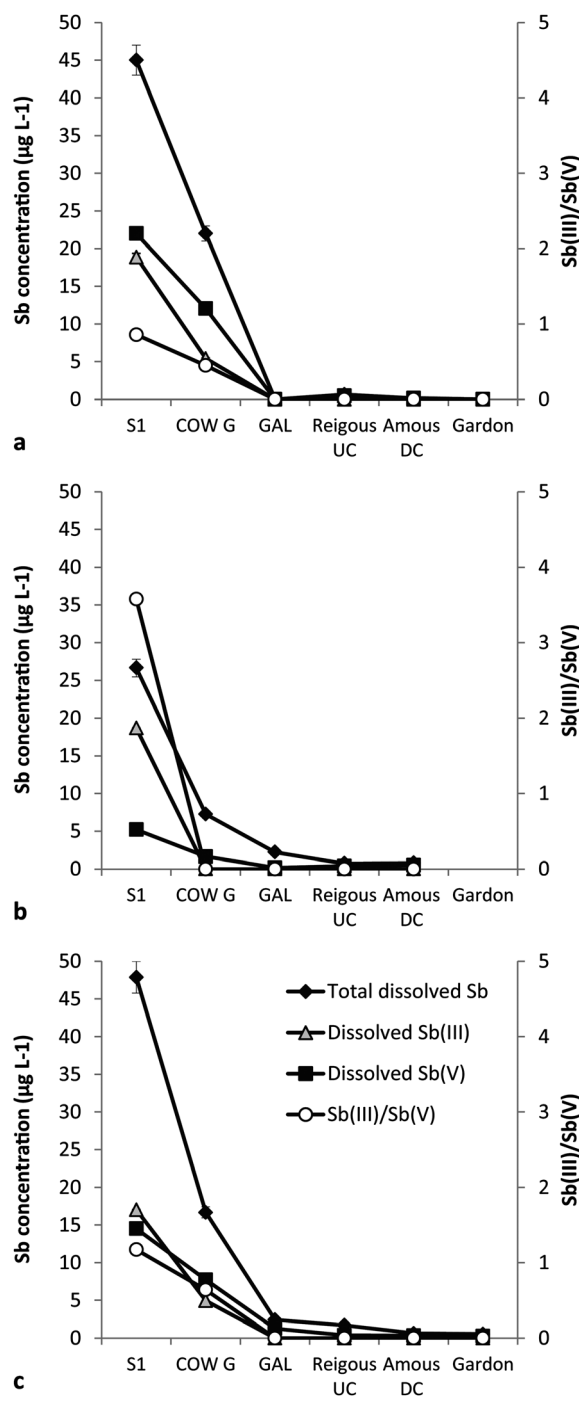 Sb concentration (µg L-1)
50
45
40
35
30
25
20
15
10
5
0
5
4
3
2
1
0
Sb(III)/Sb(V)
S1 COW G GAL Reigous Amous Gardon
UC DC
a
Sb concentration (µg L-1)
50
45
40
35
30
25
20
15
10
5
0
5
4
3
2
1
0
Sb(III)/Sb(V)
S1 COW G GAL Reigous Amous Gardon
UC DC
b
Sb concentration (µg L-1)
50
45
40
35
30
25
20
15
10
5
0
Total dissolved Sb
Dissolved Sb(III)
Dissolved Sb(V)
Sb(III)/Sb(V)
5
4
3
2
1
0
Sb(III)/Sb(V)
S1 COW G GAL Reigous Amous Gardon
UC DC
c